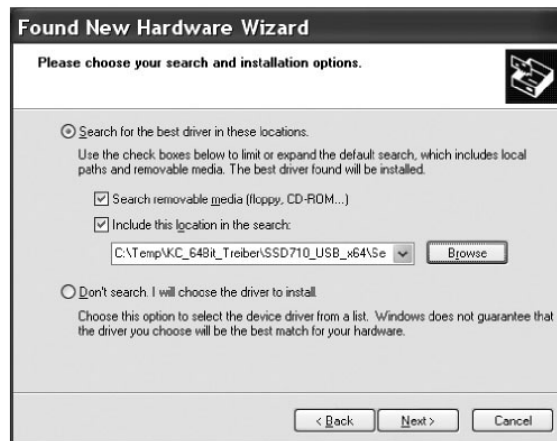 Found New Hardware Wizard
Please choose your search and installation options.
Search for the best driver in these locations.
Use the check boxes below to limit or expand the default search, which includes local
paths and removable media. The best driver found will be installed.
Search removable media (floppy, CD-ROM...)
Include this location in the search:
C:\Temp\KC_64Bit_Treiber\SSD710_USB_x64\Se
Browse
Don't search. I will choose the driver to install.
Choose this option to select the device driver from a list. Windows does not guarantee that
the driver you choose will be the best match for your hardware.
< Back
Next >
Cancel